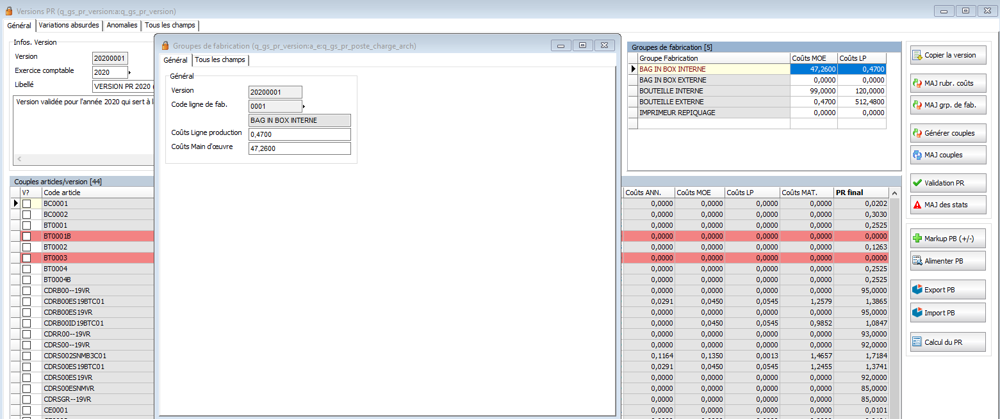 Versions PR (q_gs_pr_version:a:q_gs_pr_version)
Général Variations absurdes Anomalies Tous les champs
Infos. Version
Version 20200001
Exercice comptable 2020
Libellé VERSION PR 2020
Version validée pour l'année 2020 qui sert à
Groupes de fabrication (q_gs_pr_version:a_e:q_gs_pr_poste_charge_arch)
Général Tous les champs
Général
Version 20200001
Code ligne de fab. 0001
BAG IN BOX INTERNE
Coûts Ligne production 0,4700
Coûts Main d'œuvre 47,2600
Groupes de fabrication [5]
Groupe Fabrication Coûts MOE Coûts LP
BAG IN BOX INTERNE 47,2600 0,4700
BAG IN BOX EXTERNE 0,0000 0,0000
BOUTEILLE INTERNE 99,0000 120,0000
BOUTEILLE EXTERNE 0,4700 512,4800
IMPRIMEUR REPIQUAGE 0,0000 0,0000
Copier la version
MAJ rubr. coûts
MAJ grp. de fab.
Générer couples
MAJ couples
Validation PR
MAJ des stats
Markup PB (+/-)
Alimenter PB
Export PB
Import PB
Calcul du PR
Couples articles/version [44]
V? Code article Coûts ANN. Coûts MOE Coûts LP Coûts MAT. PR final
BC0001 0,0000 0,0000 0,0000 0,0000 0,0202
BC0002 0,0000 0,0000 0,0000 0,0000 0,3030
BT0001 0,0000 0,0000 0,0000 0,0000 0,2525
BT0001B 0,0000 0,0000 0,0000 0,0000 0,0000
BT0002 0,0000 0,0000 0,0000 0,0000 0,1263
BT0003 0,0000 0,0000 0,0000 0,0000 0,0000
BT0004 0,0000 0,0000 0,0000 0,0000 0,2525
BT0004B 0,0000 0,0000 0,0000 0,0000 0,2525
CDRB00--19VR 0,0000 0,0000 0,0000 0,0000 95,0000
CDRB00ES19BTC01 0,0291 0,0450 0,0545 1,2579 1,3865
CDRB00ES19VR 0,0000 0,0000 0,0000 0,0000 95,0000
CDRB00ID19BTC01 0,0000 0,0450 0,0545 0,9852 1,0847
CDRR00--19VR 0,0000 0,0000 0,0000 0,0000 93,0000
CDRS00--19VR 0,0000 0,0000 0,0000 0,0000 92,0000
CDRS002SNMB3C01 0,1164 0,1350 0,0013 1,4657 1,7184
CDRS00ES19BTC01 0,0291 0,0450 0,0545 1,2455 1,3741
CDRS00ES19VR 0,0000 0,0000 0,0000 0,0000 92,0000
CDRS00ESNMVR 0,0000 0,0000 0,0000 0,0000 85,0000
CDRSGR--19VR 0,0000 0,0000 0,0000 0,0000 85,0000
CE0001 0,0000 0,0000 0,0000 0,0000 0,0101